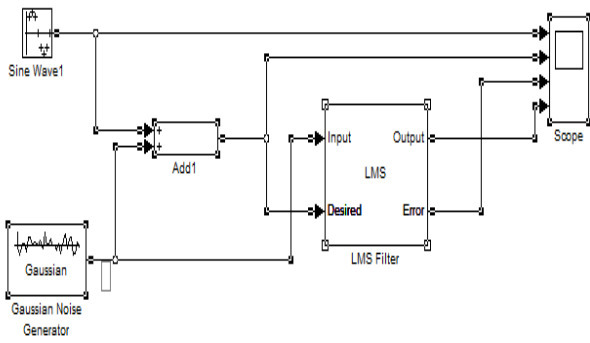 Sine Wave1
Scope
+
+
Add1
Input
Output
LMS
Desired
Error
LMS Filter
Gaussian
Gaussian Noise
Generator